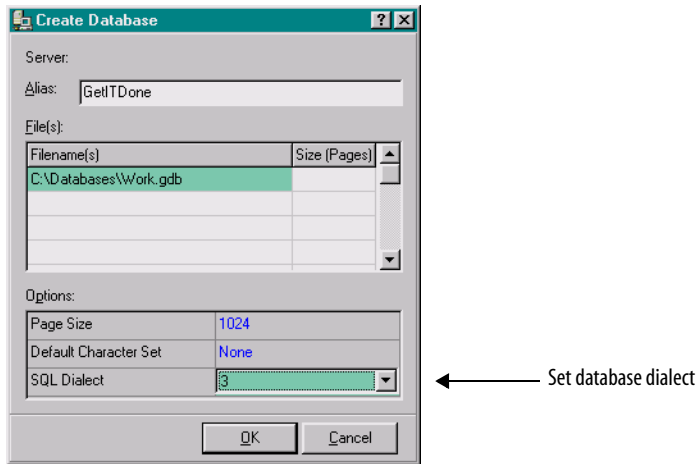 Create Database
Server:
Alias: GetITDone
File(s):
Filename(s) Size (Pages)
C:\Databases\Work.gdb
Options:
Page Size 1024
Default Character Set None
SQL Dialect 3
Set database dialect
OK Cancel